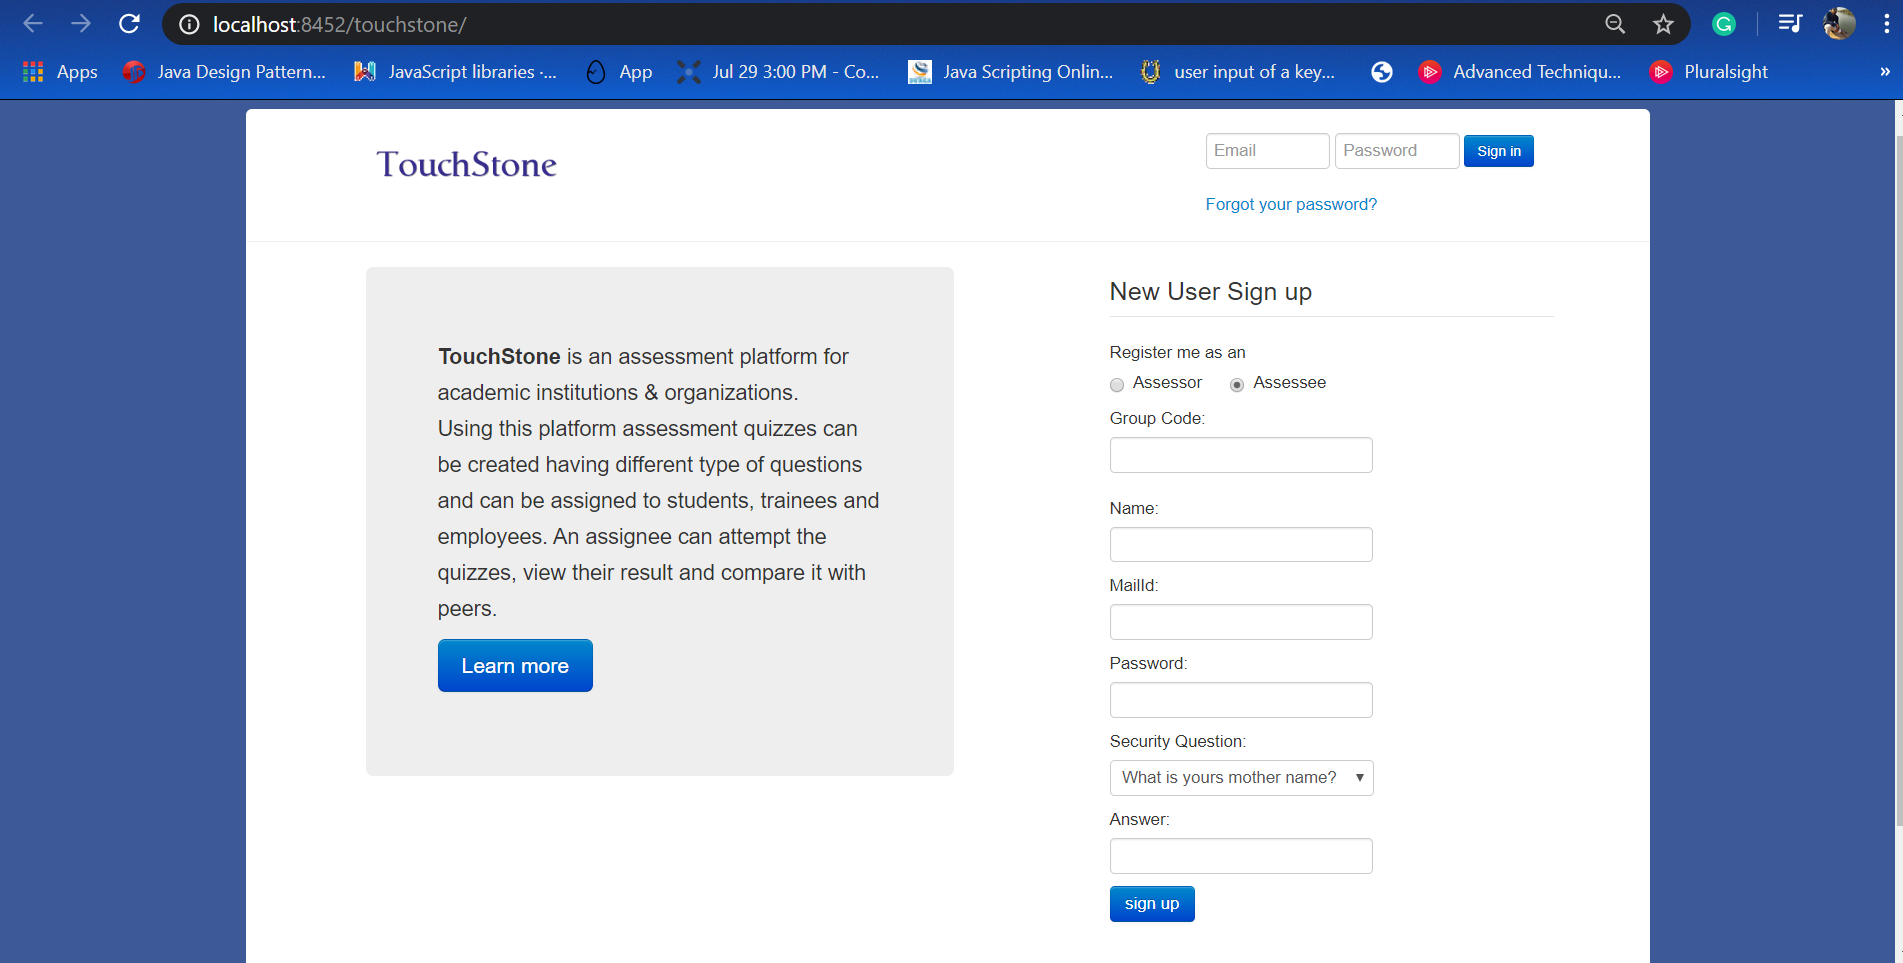 localhost:8452/touchstone/
Apps Java Design Pattern... JavaScript libraries ·... App Jul 29 3:00 PM - Co... Java Scripting Onlin... user input of a key... Advanced Techniqu... Pluralsight »
TouchStone
Email Password Sign in
Forgot your password?
TouchStone is an assessment platform for
academic institutions & organizations.
Using this platform assessment quizzes can
be created having different type of questions
and can be assigned to students, trainees and
employees. An assignee can attempt the
quizzes, view their result and compare it with
peers.
Learn more
New User Sign up
Register me as an
Assessor Assessee
Group Code:
Name:
MailId:
Password:
Security Question:
What is yours mother name?
Answer:
sign up